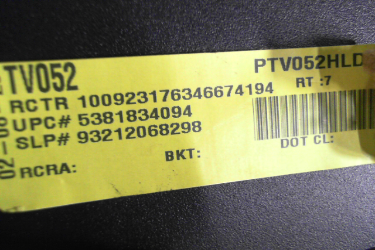 TV052
PTV052HLD
RCTR 100923176346674194
RT :7
UPC# 5381834094
SLP# 93212068298
BKT:
DOT CL:
RCRA: